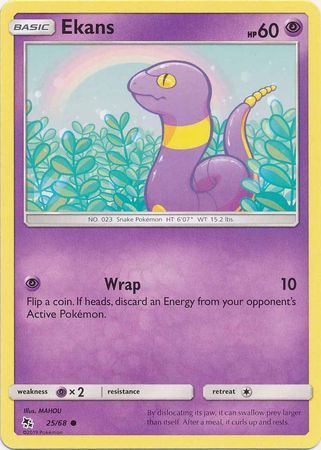 BASIC Ekans HP60
NO. 023 Snake Pokémon HT: 6'07" WT: 15.2 lbs.
Wrap 10
Flip a coin. If heads, discard an Energy from your opponent's
Active Pokémon.
weakness ×2 resistance retreat
Illus. MAHOU
25/68
©2019 Pokémon
By dislocating its jaw, it can swallow prey larger
than itself. After a meal, it curls up and rests.